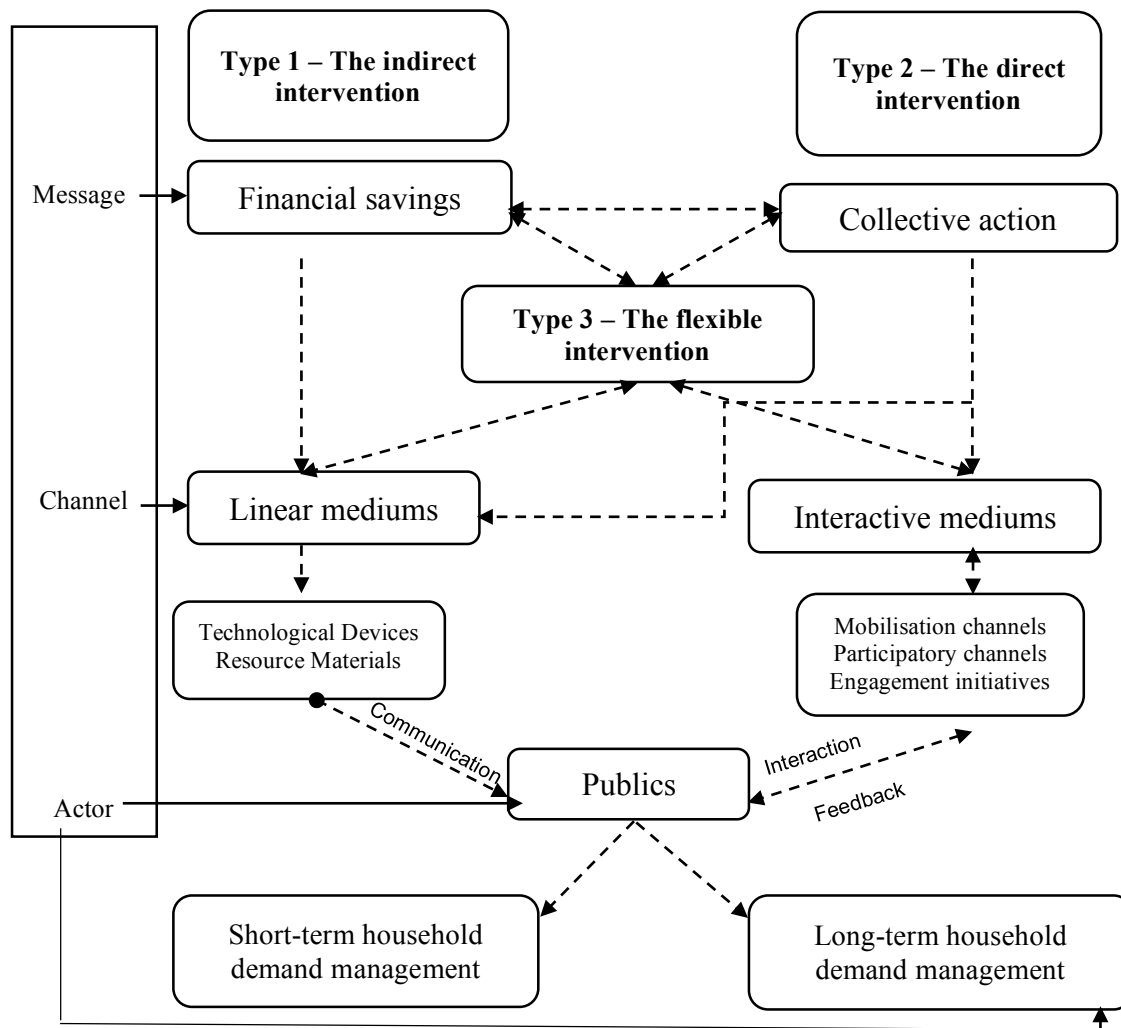 Type 1 – The indirect
intervention
Type 2 – The direct
intervention
Message
Financial savings
Collective action
Type 3 – The flexible
intervention
Channel
Linear mediums
Interactive mediums
Technological Devices
Resource Materials
Mobilisation channels
Participatory channels
Engagement initiatives
Communication
Interaction
Feedback
Actor
Publics
Short-term household
demand management
Long-term household
demand management